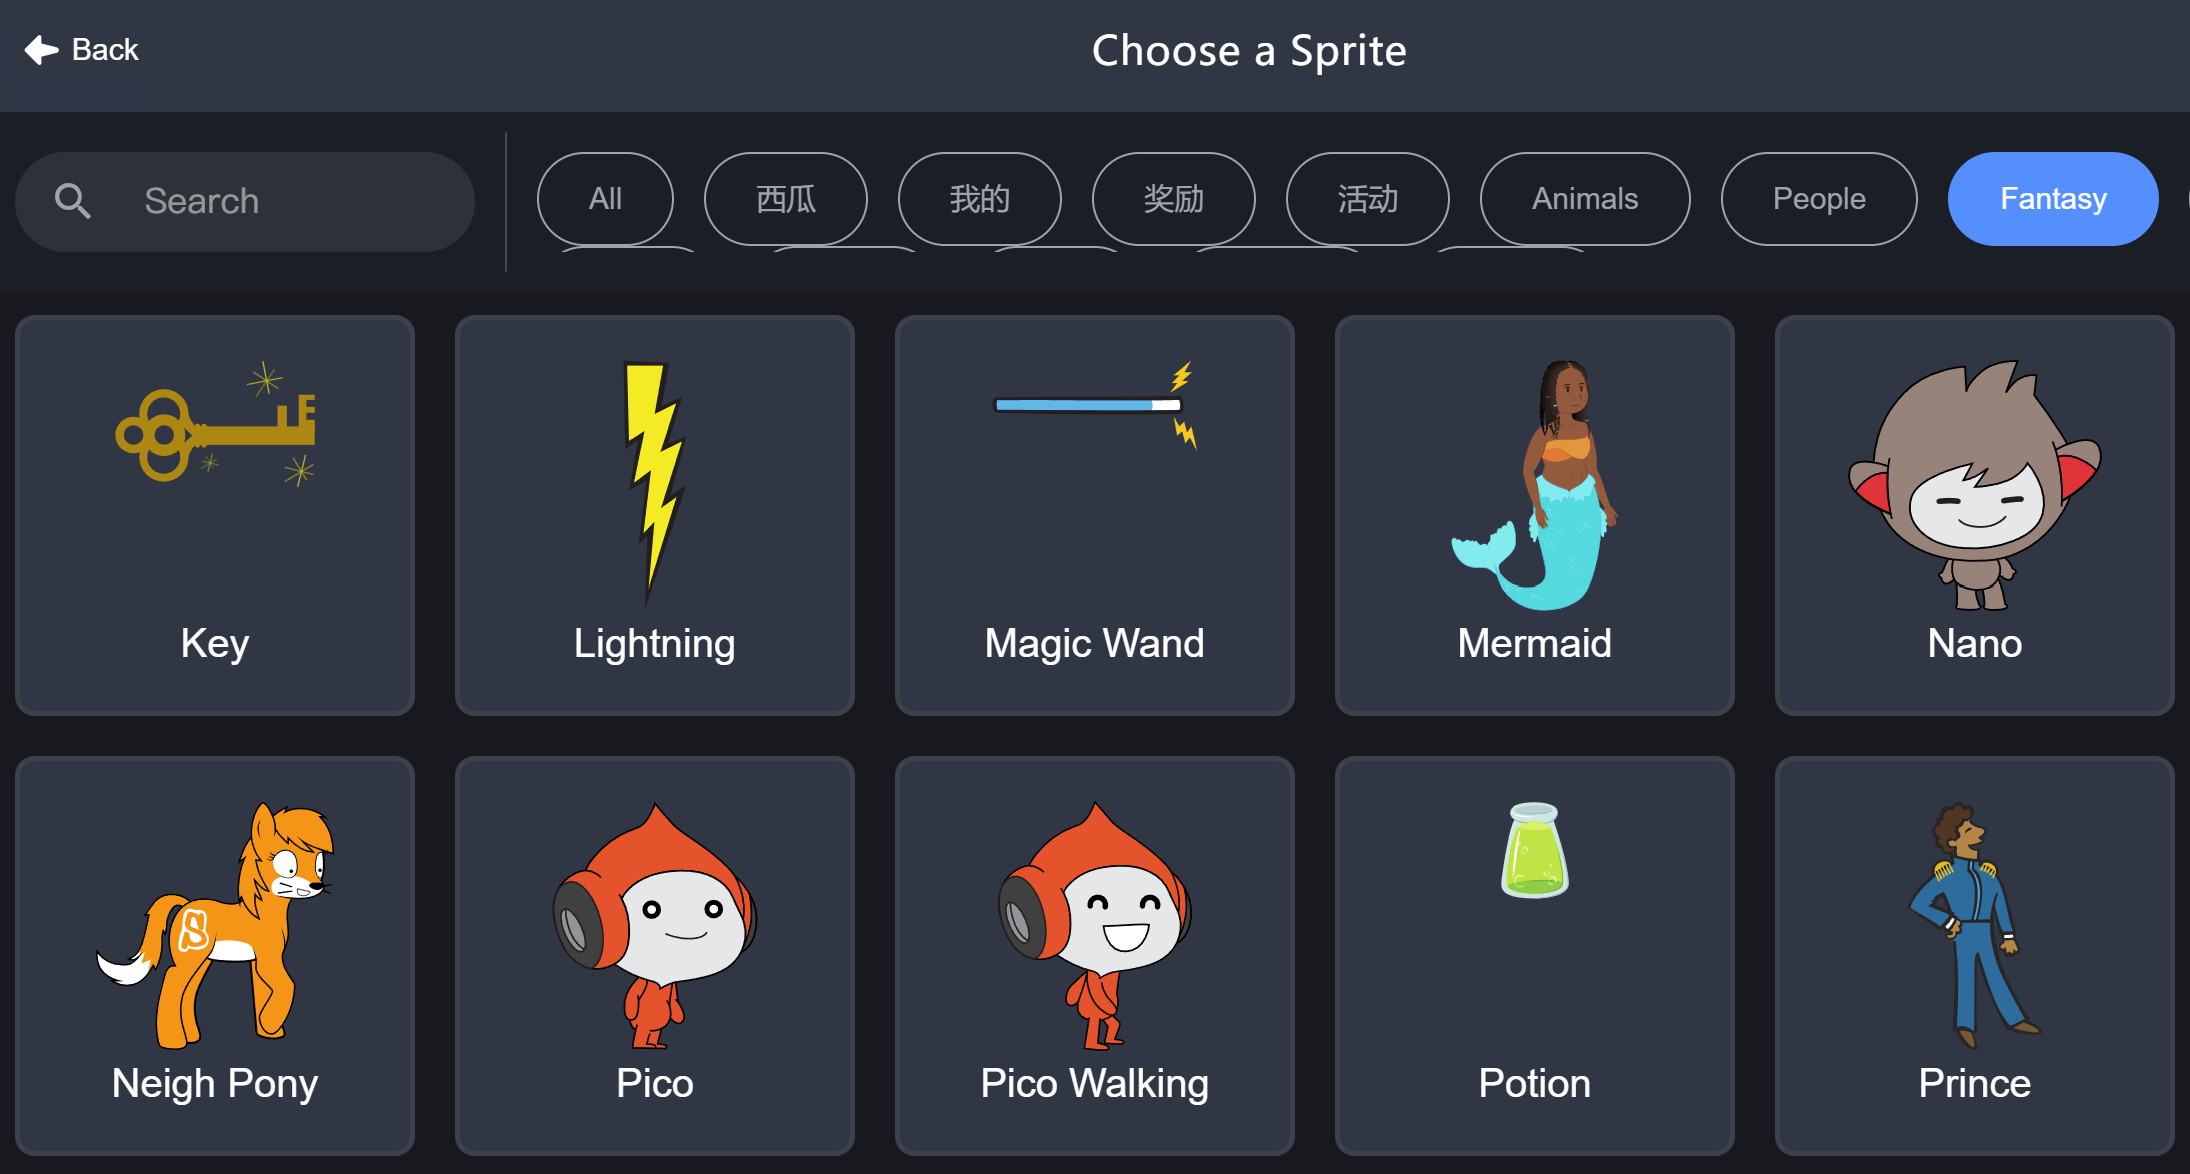 Back
Choose a Sprite
Search
All
西瓜
我的
奖励
活动
Animals
People
Fantasy
Key
Lightning
Magic Wand
Mermaid
Nano
S
Neigh Pony
Pico
Pico Walking
Potion
Prince